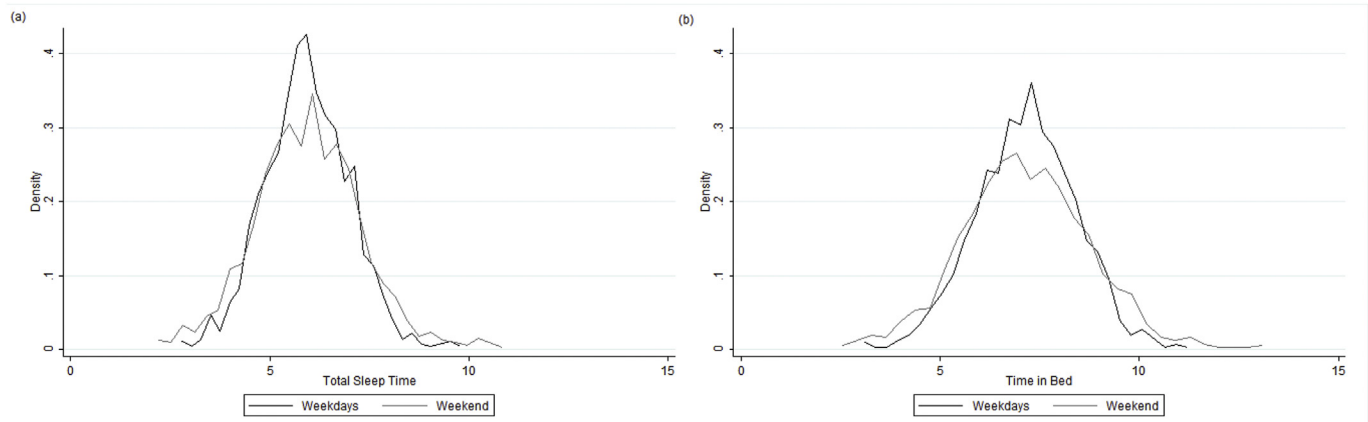 (a)
.4
.3
.2
.1
0
Density
0 5 10 15
Total Sleep Time
Weekdays Weekend
(b)
.4
.3
.2
.1
0
Density
0 5 10 15
Time in Bed
Weekdays Weekend